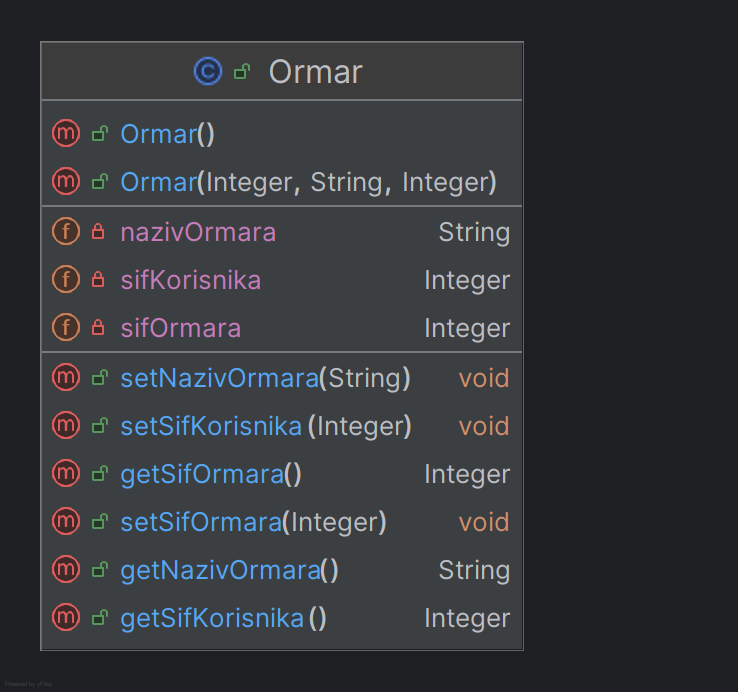 C Ormar
m Ormar()
m Ormar(Integer, String, Integer)
f nazivOrmara String
f sifKorisnika Integer
f sifOrmara Integer
m setNazivOrmara(String) void
m setSifKorisnika(Integer) void
m getSifOrmara() Integer
m setSifOrmara(Integer) void
m getNazivOrmara() String
m getSifKorisnika() Integer
Powered by yFiles